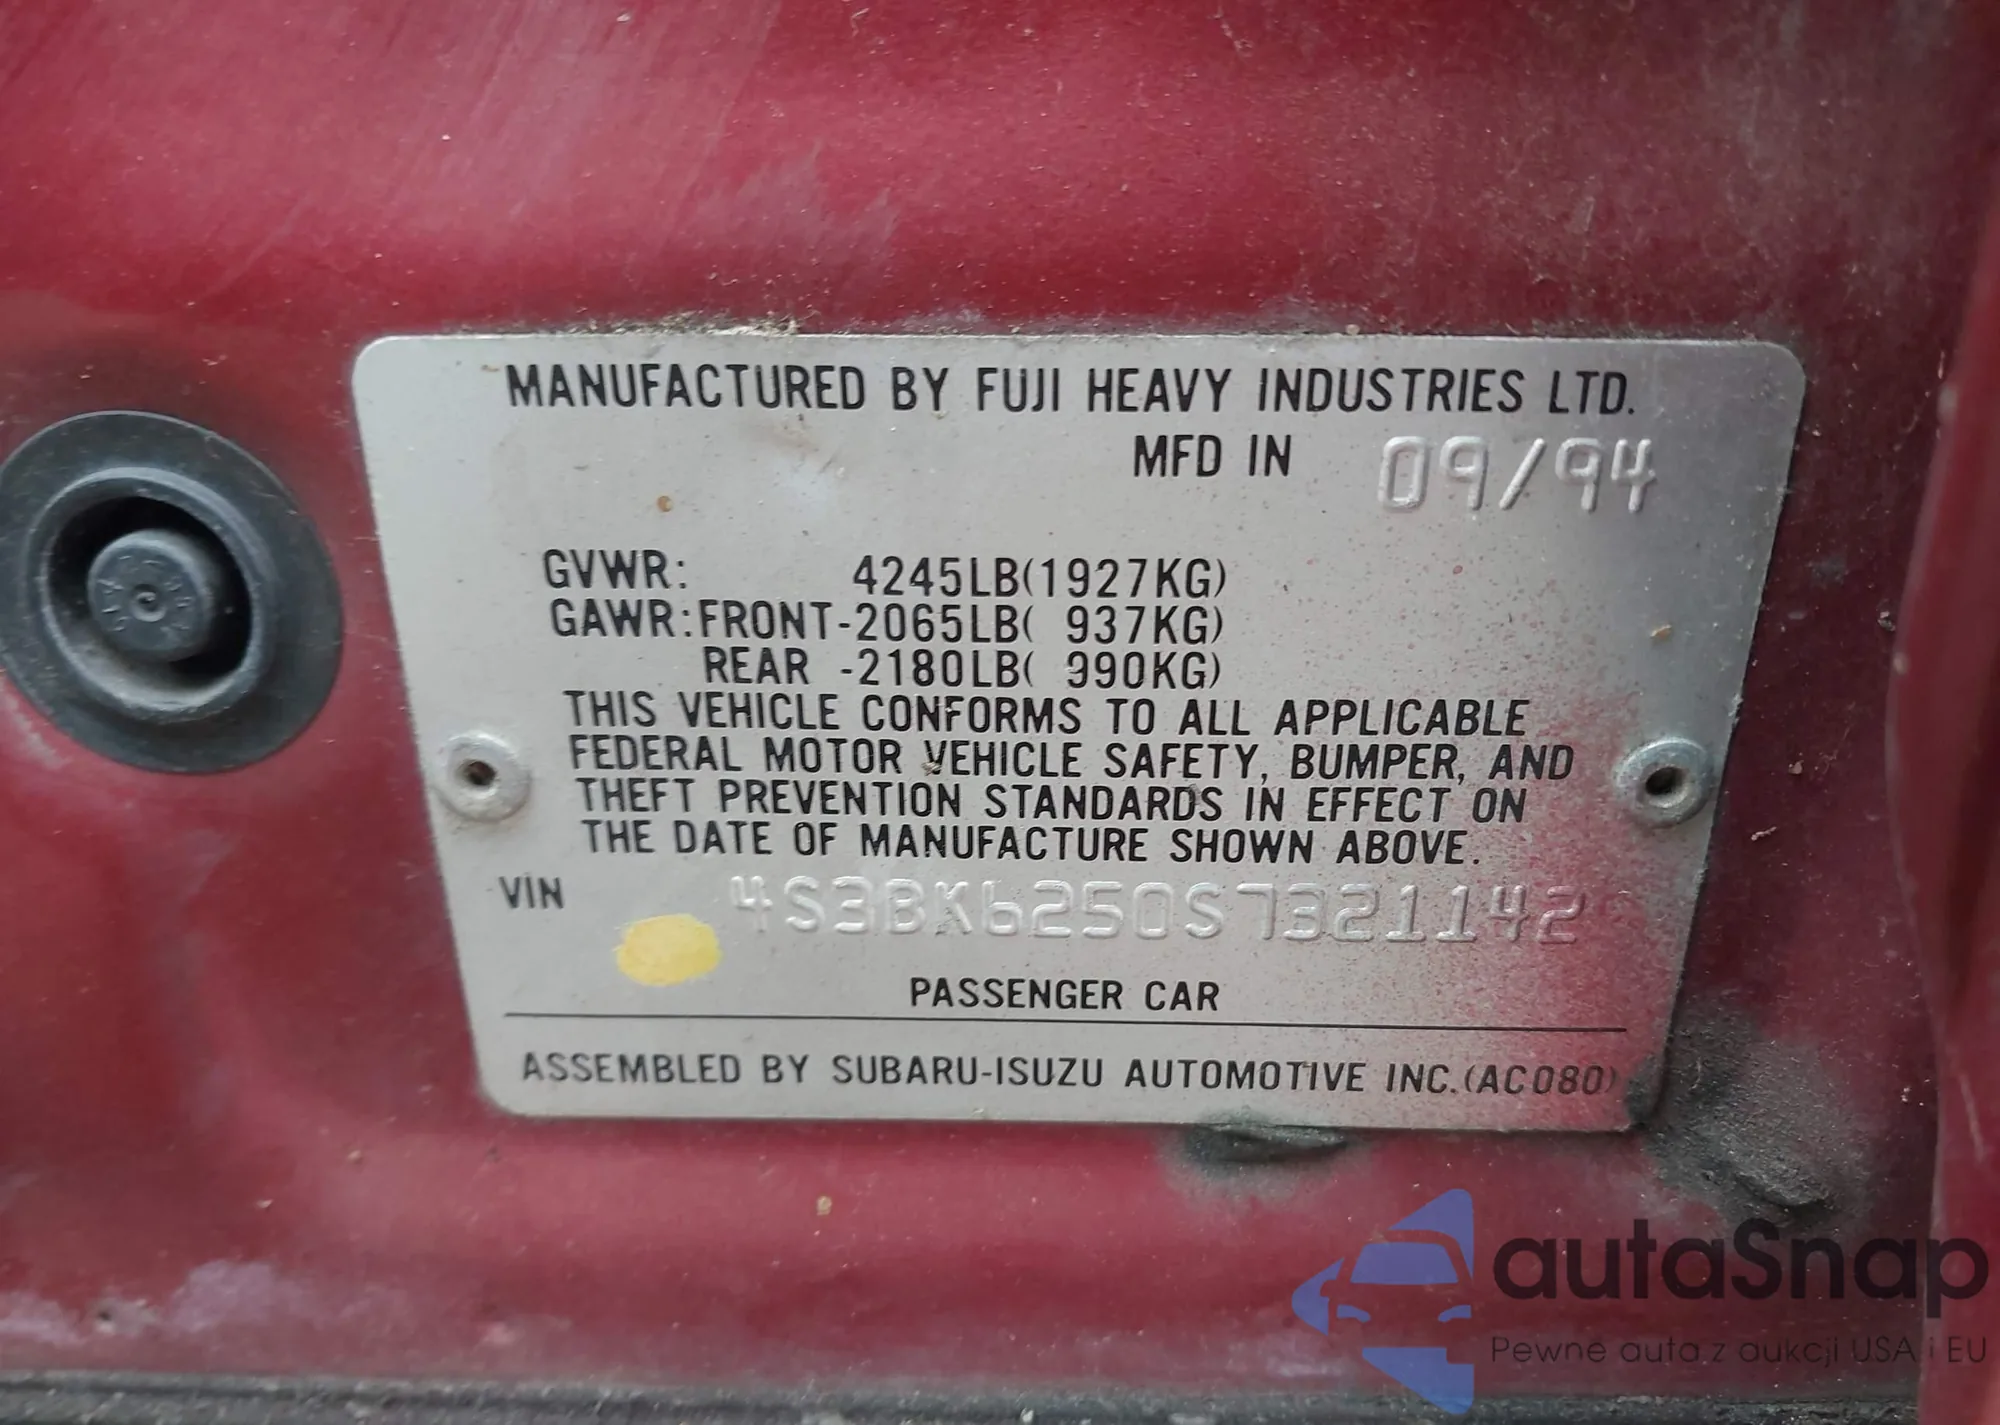 MANUFACTURED BY FUJI HEAVY INDUSTRIES LTD.
MFD IN 09/94
GVWR: 4245LB(1927KG)
GAWR:FRONT-2065LB( 937KG)
REAR -2180LB( 990KG)
THIS VEHICLE CONFORMS TO ALL APPLICABLE
FEDERAL MOTOR VEHICLE SAFETY, BUMPER, AND
THEFT PREVENTION STANDARDS IN EFFECT ON
THE DATE OF MANUFACTURE SHOWN ABOVE.
VIN 4S3BK6250S7321142
PASSENGER CAR
ASSEMBLED BY SUBARU-ISUZU AUTOMOTIVE INC.(AC080)
autaSnap
Pewne auta z aukcji USA i EU